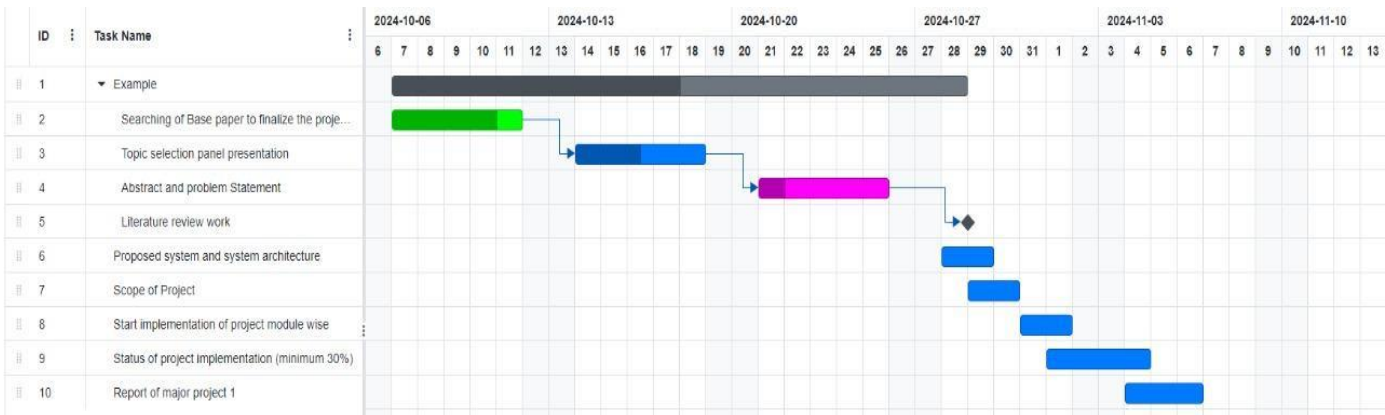 ID Task Name 2024-10-06 2024-10-13 2024-10-20 2024-10-27 2024-11-03 2024-11-10
6 7 8 9 10 11 12 13 14 15 16 17 18 19 20 21 22 23 24 25 26 27 28 29 30 31 1 2 3 4 5 6 7 8 9 10 11 12 13
1 Example
2 Searching of Base paper to finalize the proje...
3 Topic selection panel presentation
4 Abstract and problem Statement
5 Literature review work
6 Proposed system and system architecture
7 Scope of Project
8 Start implementation of project module wise
9 Status of project implementation (minimum 30%)
10 Report of major project 1